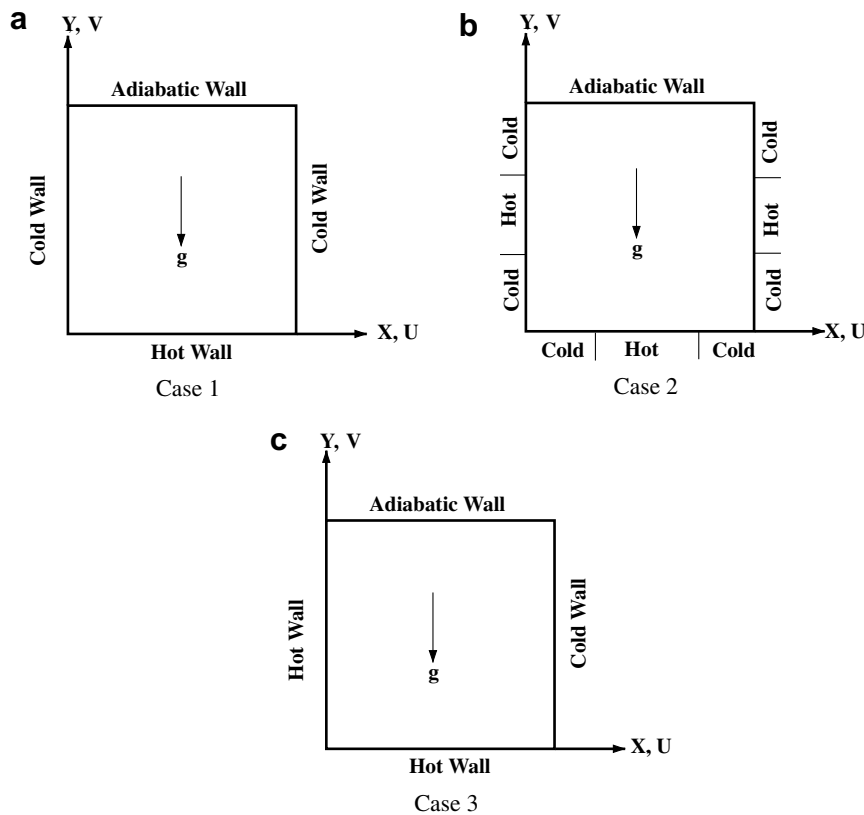 a
Y, V
Adiabatic Wall
Cold Wall
Cold Wall
g
X, U
Hot Wall
Case 1
b
Y, V
Adiabatic Wall
Cold
Hot
Cold
Cold
Hot
Cold
g
X, U
Cold
Hot
Cold
Case 2
c
Y, V
Adiabatic Wall
Hot Wall
Cold Wall
g
X, U
Hot Wall
Case 3